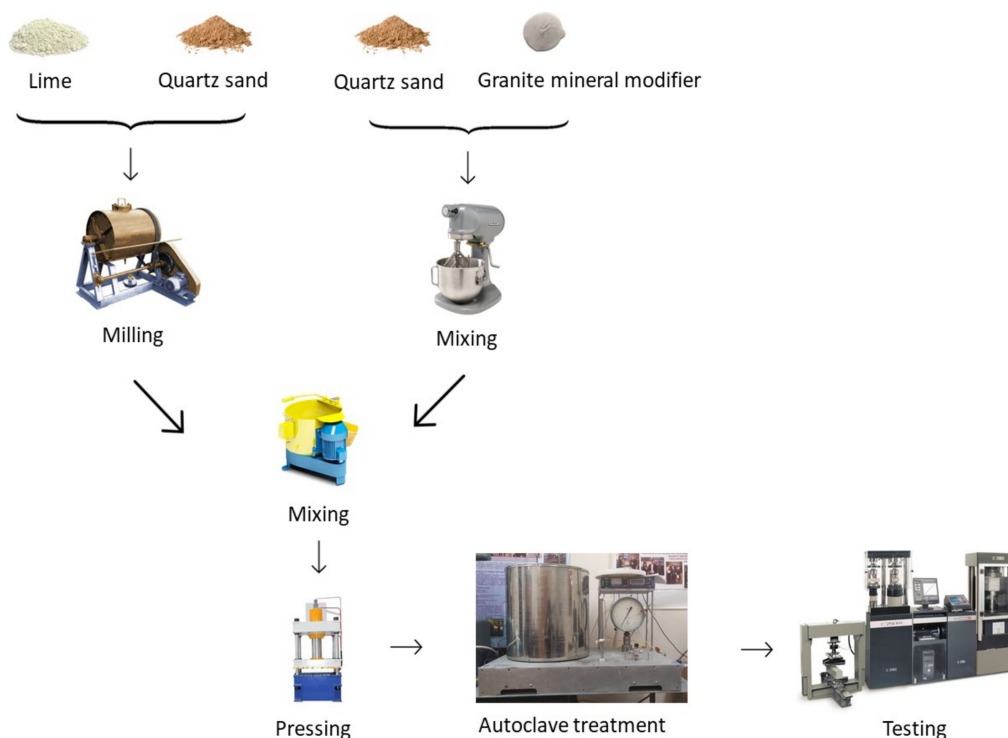 Lime
Quartz sand
Quartz sand
Granite mineral modifier
Milling
Mixing
Mixing
Pressing
Autoclave treatment
Testing